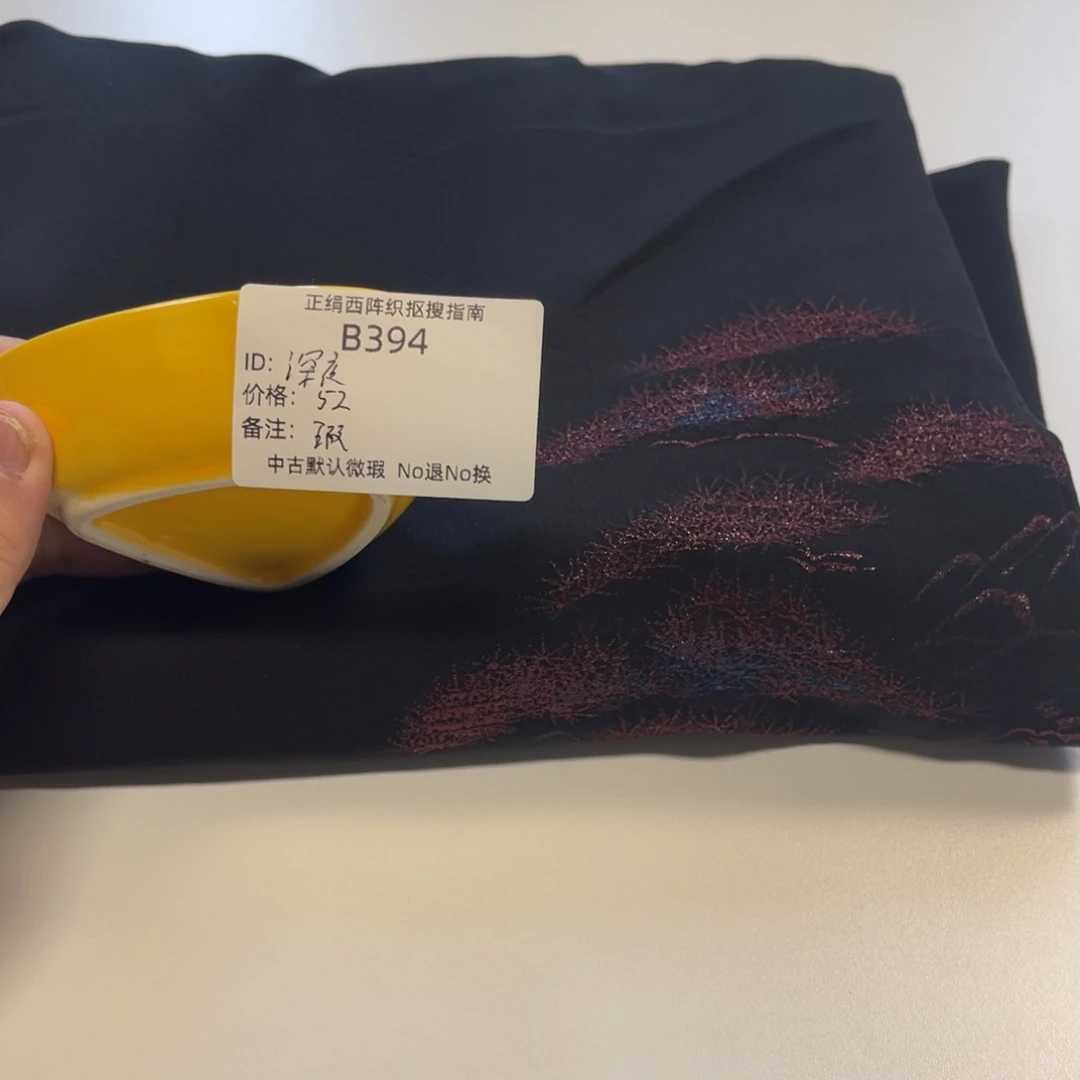 正绢西阵织抠搜指南
B394
ID: 深度
价格: 52
备注: 瑕
中古默认微瑕 No退No换